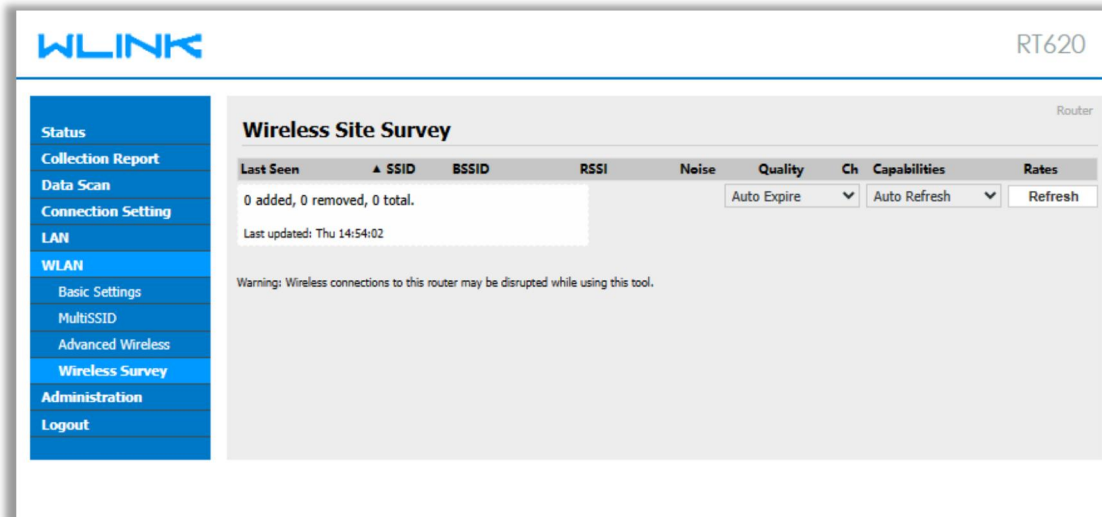 WLINK
RT620
Router
Status
Collection Report
Data Scan
Connection Setting
LAN
WLAN
Basic Settings
MultiSSID
Advanced Wireless
Wireless Survey
Administration
Logout
Wireless Site Survey
Last Seen ▲ SSID BSSID RSSI Noise Quality Ch Capabilities Rates
0 added, 0 removed, 0 total. Auto Expire Auto Refresh Refresh
Last updated: Thu 14:54:02
Warning: Wireless connections to this router may be disrupted while using this tool.